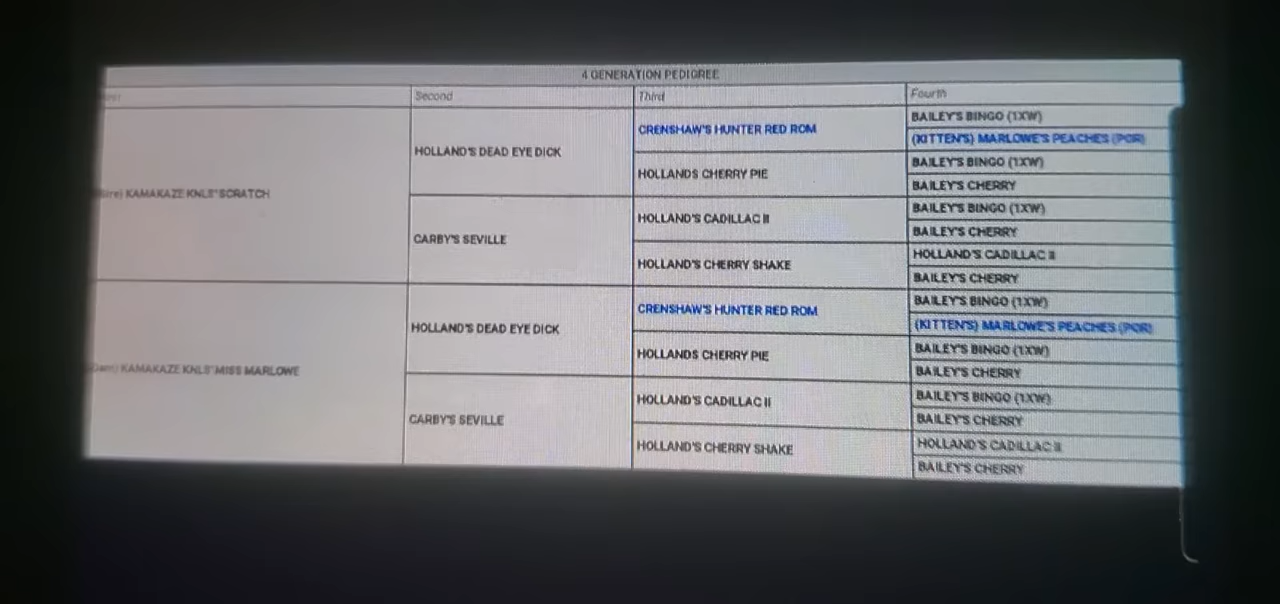 4 GENERATION PEDIGREE
Second Third Fourth
BAILEY'S BINGO (1XW)
CRENSHAW'S HUNTER RED ROM
(KITTEN'S) MARLOWE'S PEACHES (POR)
HOLLAND'S DEAD EYE DICK
BAILEY'S BINGO (1XW)
HOLLANDS CHERRY PIE
BAILEY'S CHERRY
KAMAKAZE KNLS' SCRATCH
BAILEY'S BINGO (1XW)
HOLLAND'S CADILLAC II
BAILEY'S CHERRY
CARBY'S SEVILLE
HOLLAND'S CADILLAC II
HOLLAND'S CHERRY SHAKE
BAILEY'S CHERRY
BAILEY'S BINGO (1XW)
CRENSHAW'S HUNTER RED ROM
(KITTEN'S) MARLOWE'S PEACHES (POR)
HOLLAND'S DEAD EYE DICK
BAILEY'S BINGO (1XW)
HOLLANDS CHERRY PIE
BAILEY'S CHERRY
KAMAKAZE KNLS' MISS MARLOWE
BAILEY'S BINGO (1XW)
HOLLAND'S CADILLAC II
BAILEY'S CHERRY
CARBY'S SEVILLE
HOLLAND'S CADILLAC II
HOLLAND'S CHERRY SHAKE
BAILEY'S CHERRY